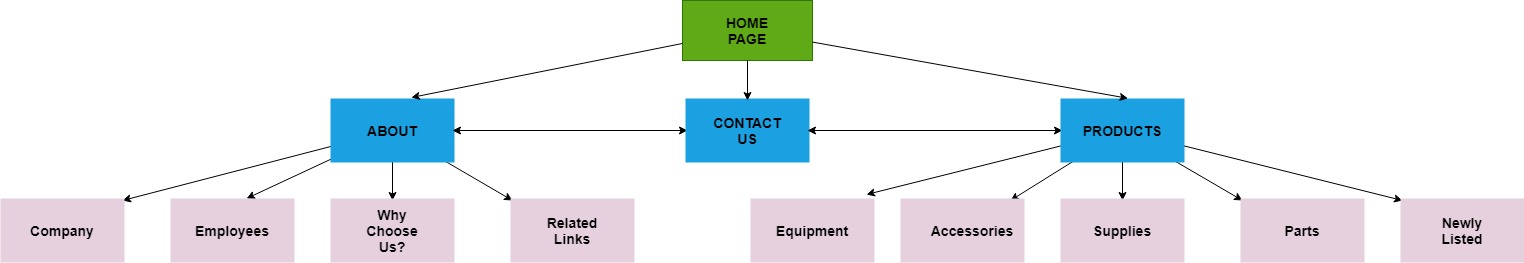 HOME
PAGE
ABOUT
CONTACT
US
PRODUCTS
Company
Employees
Why
Choose
Us?
Related
Links
Equipment
Accessories
Supplies
Parts
Newly
Listed